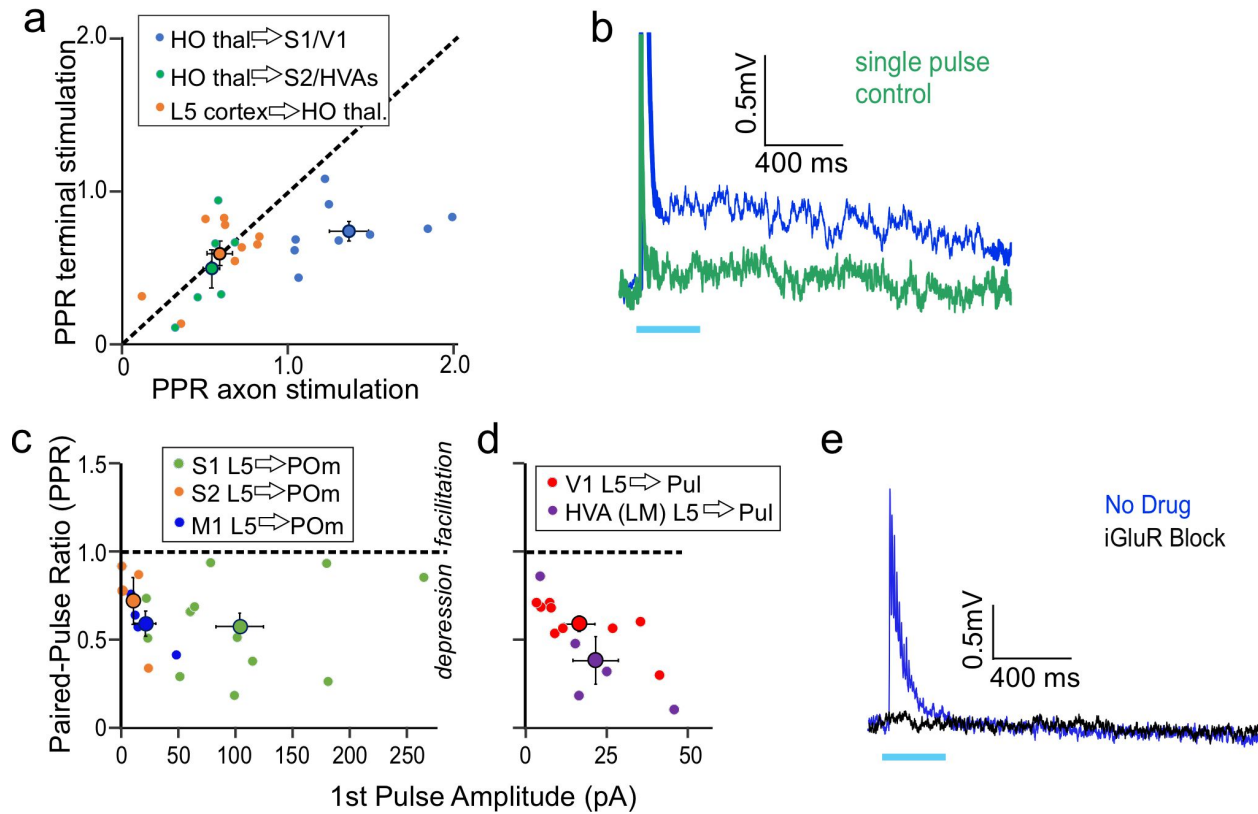 a
HO thal.⇨S1/V1
HO thal.⇨S2/HVAs
L5 cortex⇨HO thal.
PPR terminal stimulation
2.0
1.0
0
0
1.0
2.0
PPR axon stimulation
b
single pulse
control
0.5mV
400 ms
c
S1 L5⇨POm
S2 L5⇨POm
M1 L5⇨POm
Paired-Pulse Ratio (PPR)
1.5
1.0
0.5
0
0
50
100
150
200
250
facilitation
depression
d
V1 L5⇨ Pul
HVA (LM) L5⇨ Pul
0
25
50
1st Pulse Amplitude (pA)
e
No Drug
iGluR Block
0.5mV
400 ms